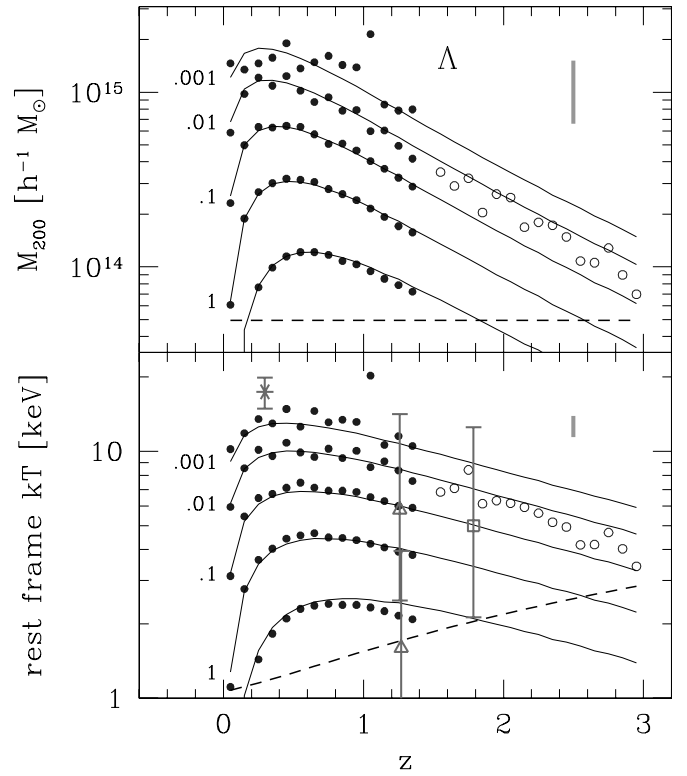 Λ
10¹⁵
10¹⁴
M₂₀₀ [h⁻¹ M☉]
.001
.01
.1
1
10
1
rest frame kT [keV]
.001
.01
.1
1
0 1 2 3
z